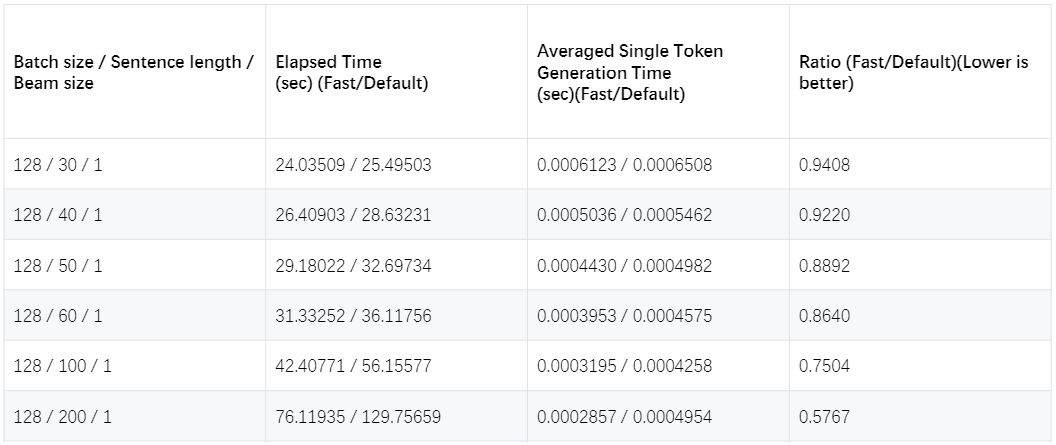 Batch size / Sentence length /
Beam size
Elapsed Time
(sec) (Fast/Default)
Averaged Single Token
Generation Time
(sec)(Fast/Default)
Ratio (Fast/Default)(Lower is
better)
128 / 30 / 1 24.03509 / 25.49503 0.0006123 / 0.0006508 0.9408
128 / 40 / 1 26.40903 / 28.63231 0.0005036 / 0.0005462 0.9220
128 / 50 / 1 29.18022 / 32.69734 0.0004430 / 0.0004982 0.8892
128 / 60 / 1 31.33252 / 36.11756 0.0003953 / 0.0004575 0.8640
128 / 100 / 1 42.40771 / 56.15577 0.0003195 / 0.0004258 0.7504
128 / 200 / 1 76.11935 / 129.75659 0.0002857 / 0.0004954 0.5767